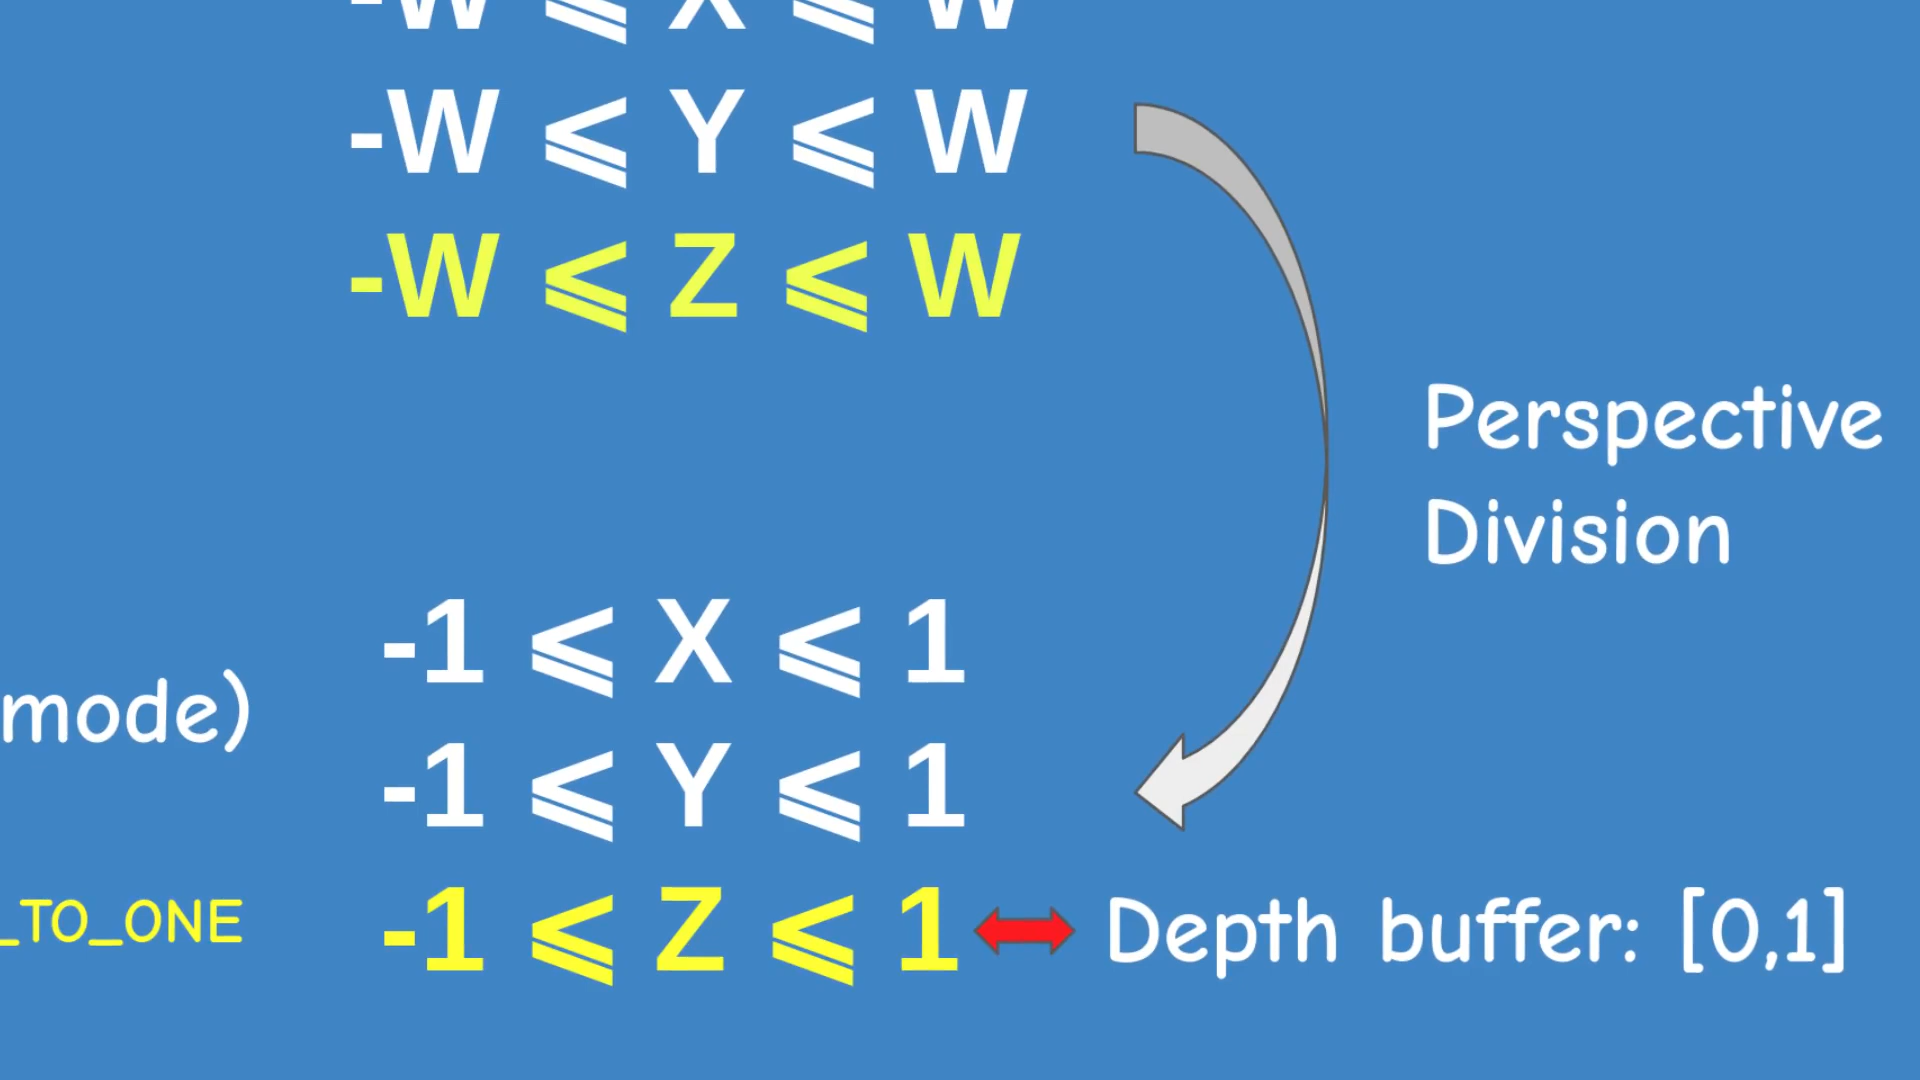 -W ⩽ X ⩽ W
-W ⩽ Y ⩽ W
-W ⩽ Z ⩽ W
Perspective
Division
-1 ⩽ X ⩽ 1
mode)
-1 ⩽ Y ⩽ 1
_TO_ONE
-1 ⩽ Z ⩽ 1
Depth buffer: [0,1]